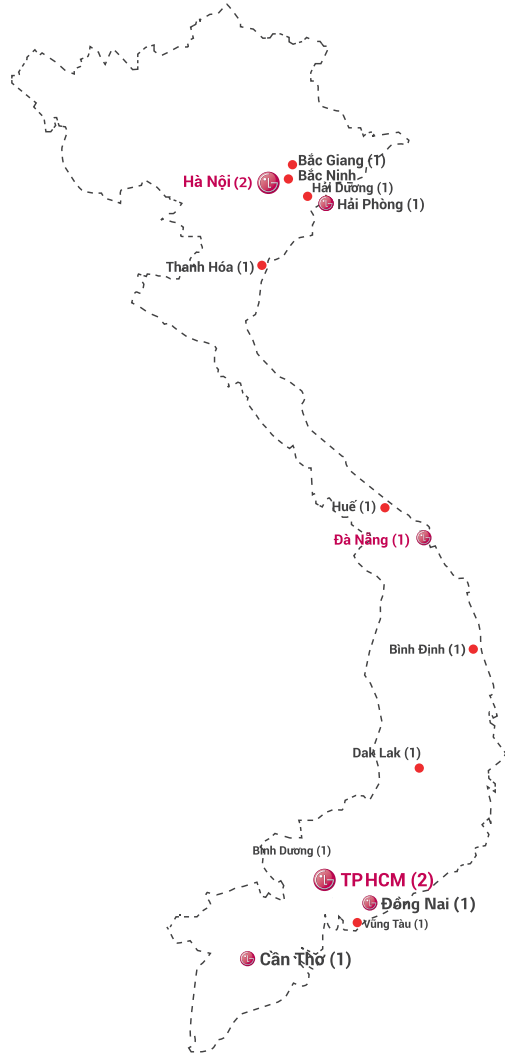 Bắc Giang (1)
Bắc Ninh
Hà Nội (2)
Hải Dương (1)
Hải Phòng (1)
Thanh Hóa (1)
Huế (1)
Đà Nẵng (1)
Bình Định (1)
Dak Lak (1)
Bình Dương (1)
TPHCM (2)
Đồng Nai (1)
Vũng Tàu (1)
Cần Thơ (1)